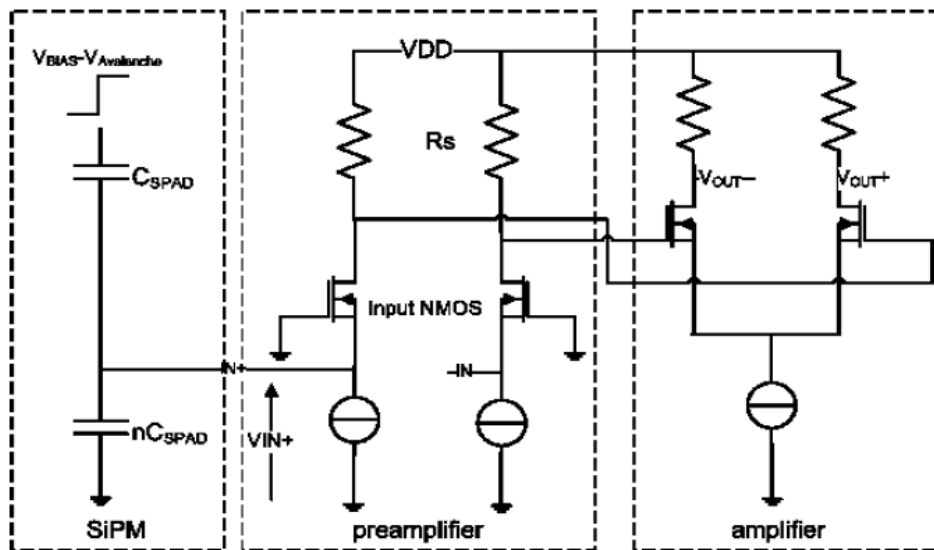 VBIAS-VAvalanche
VDD
CSPAD
Rs
VOUT-
VOUT+
Input NMOS
IN+
-IN
nCSPAD
VIN+
SiPM
preamplifier
amplifier